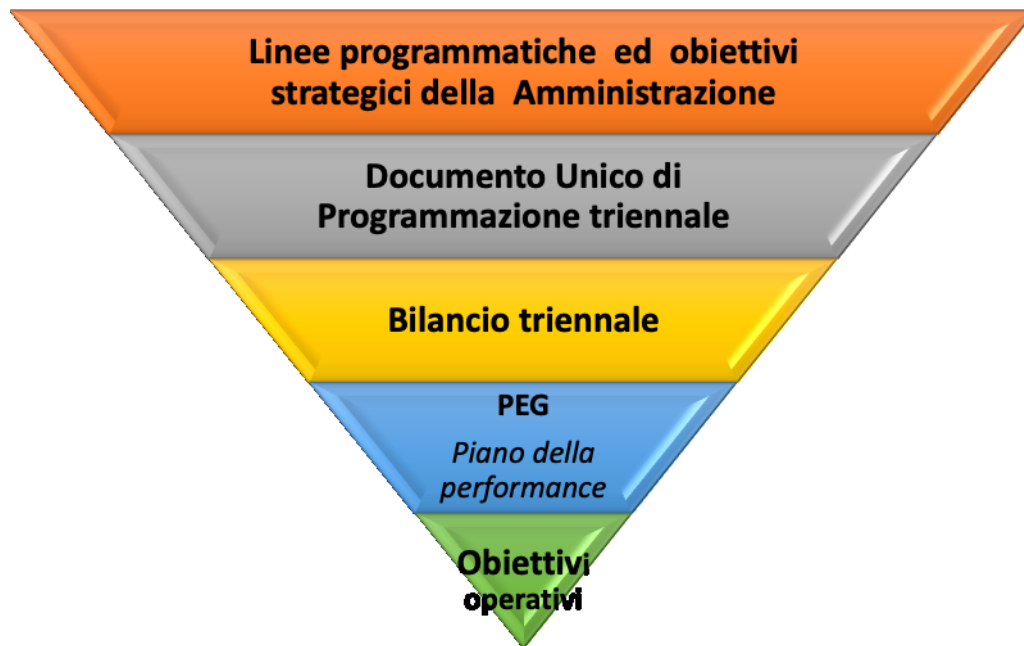 Linee programmatiche ed obiettivi
strategici della Amministrazione
Documento Unico di
Programmazione triennale
Bilancio triennale
PEG
Piano della
performance
Obiettivi
operativi